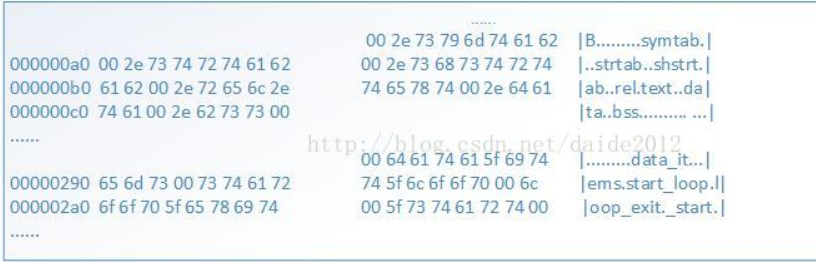 ......
00 2e 73 79 6d 74 61 62 |B.........symtab.|
000000a0 00 2e 73 74 72 74 61 62 00 2e 73 68 73 74 72 74 |..strtab..shstrt.|
000000b0 61 62 00 2e 72 65 6c 2e 74 65 78 74 00 2e 64 61 |ab..rel.text..da|
000000c0 74 61 00 2e 62 73 73 00 |ta..bss.......... ...|
......
http://blog.csdn.net/daide2012
00 64 61 74 61 5f 69 74 |.........data_it...|
00000290 65 6d 73 00 73 74 61 72 74 5f 6c 6f 6f 70 00 6c |ems.start_loop.l|
000002a0 6f 6f 70 5f 65 78 69 74 00 5f 73 74 61 72 74 00 |oop_exit._start.|
......